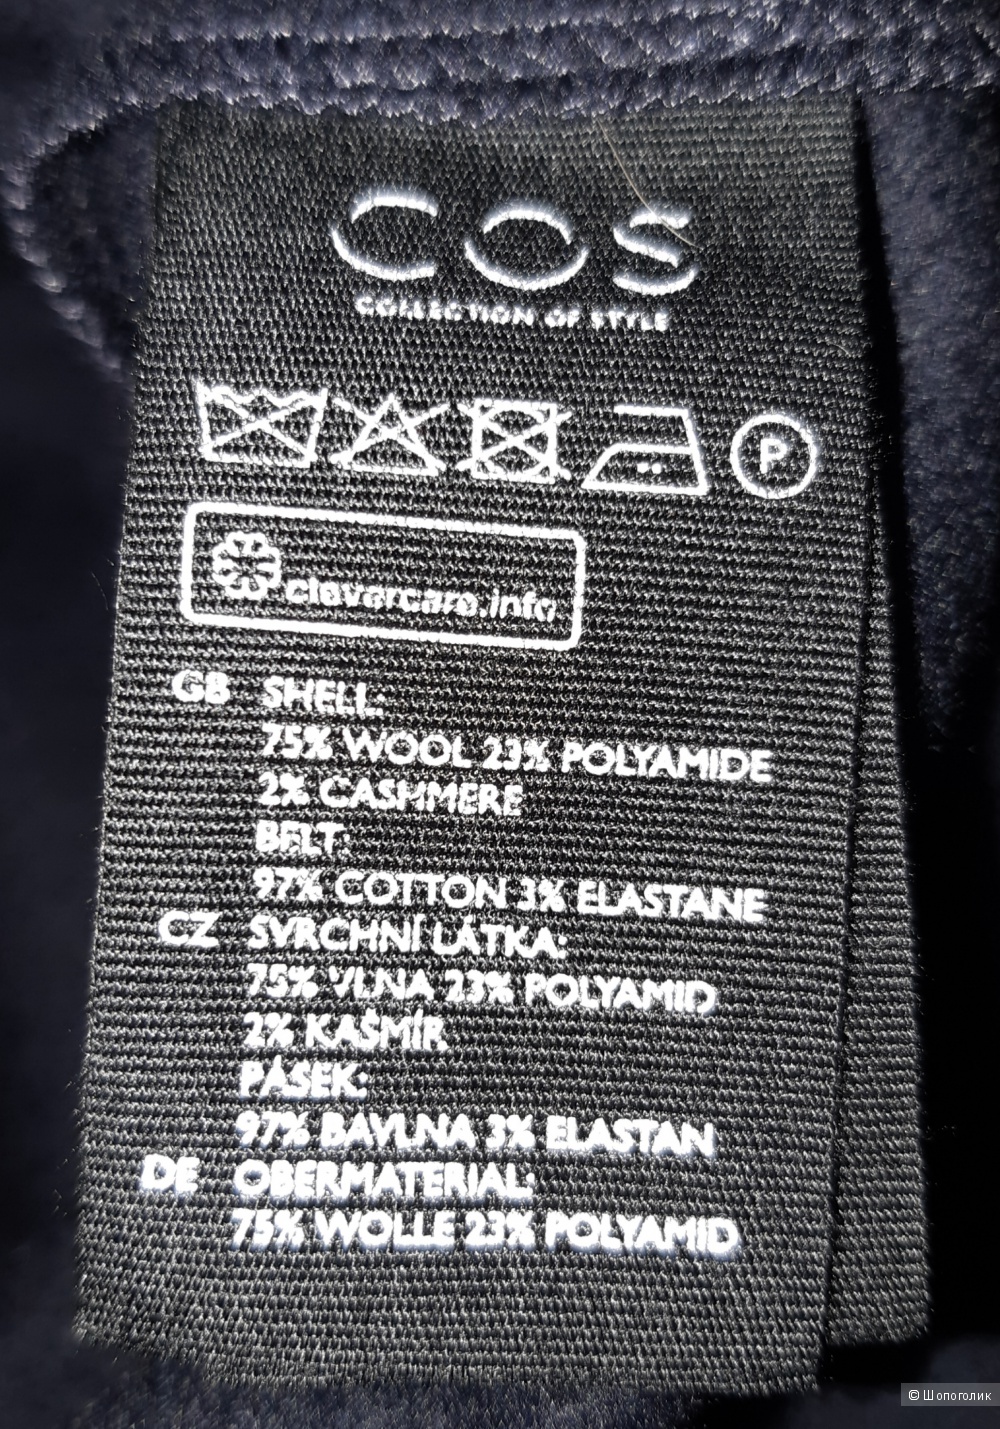 COS
COLLECTION OF STYLE
P
clevercare.info
GB SHELL:
75% WOOL 23% POLYAMIDE
2% CASHMERE
BELT:
97% COTTON 3% ELASTANE
CZ SVRCHNÍ LÁTKA:
75% VLNA 23% POLYAMID
2% KAŠMÍR
PÁSEK:
97% BAVLNA 3% ELASTAN
DE OBERMATERIAL:
75% WOLLE 23% POLYAMID
© Шопоголик